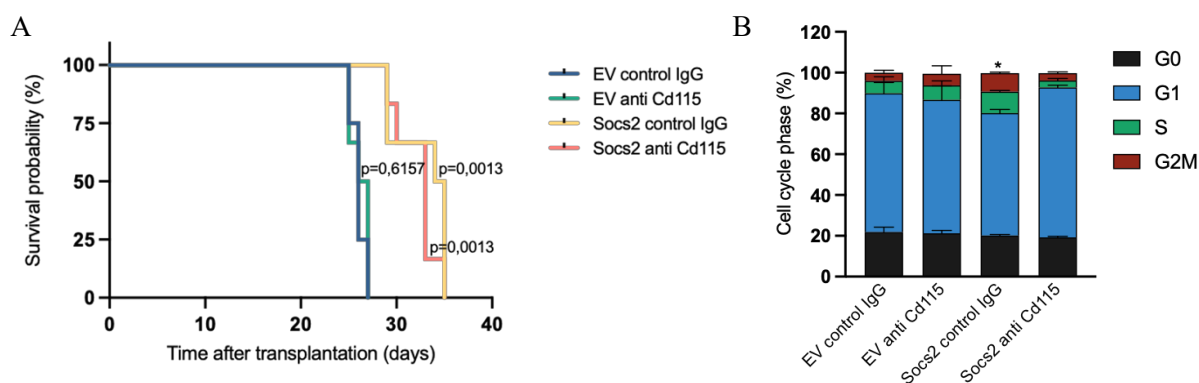 A
Survival probability (%)
100
75
50
25
0
0 10 20 30 40
Time after transplantation (days)
p=0,6157
p=0,0013
p=0,0013
EV control IgG
EV anti Cd115
Socs2 control IgG
Socs2 anti Cd115
B
Cell cycle phase (%)
120
100
80
60
40
20
0
*
EV control IgG
EV anti Cd115
Socs2 control IgG
Socs2 anti Cd115
G0
G1
S
G2M